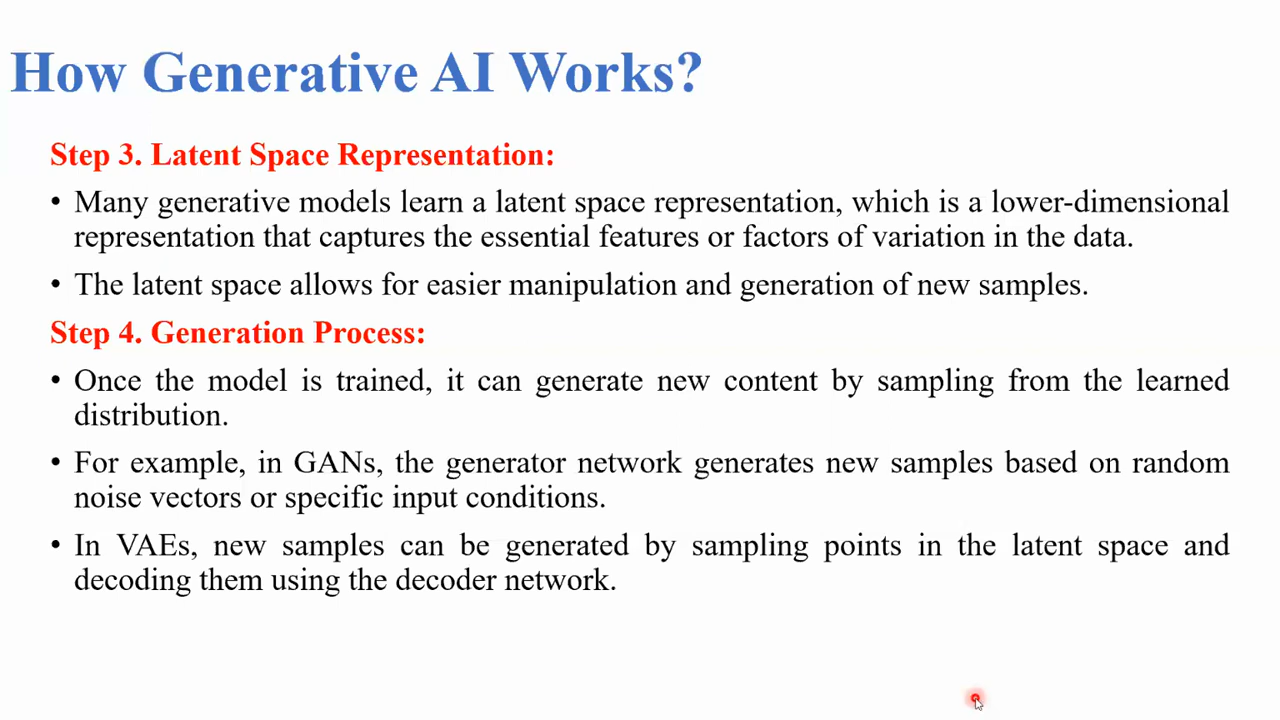 How Generative AI Works?
Step 3. Latent Space Representation:
• Many generative models learn a latent space representation, which is a lower-dimensional
representation that captures the essential features or factors of variation in the data.
• The latent space allows for easier manipulation and generation of new samples.
Step 4. Generation Process:
• Once the model is trained, it can generate new content by sampling from the learned
distribution.
• For example, in GANs, the generator network generates new samples based on random
noise vectors or specific input conditions.
• In VAEs, new samples can be generated by sampling points in the latent space and
decoding them using the decoder network.